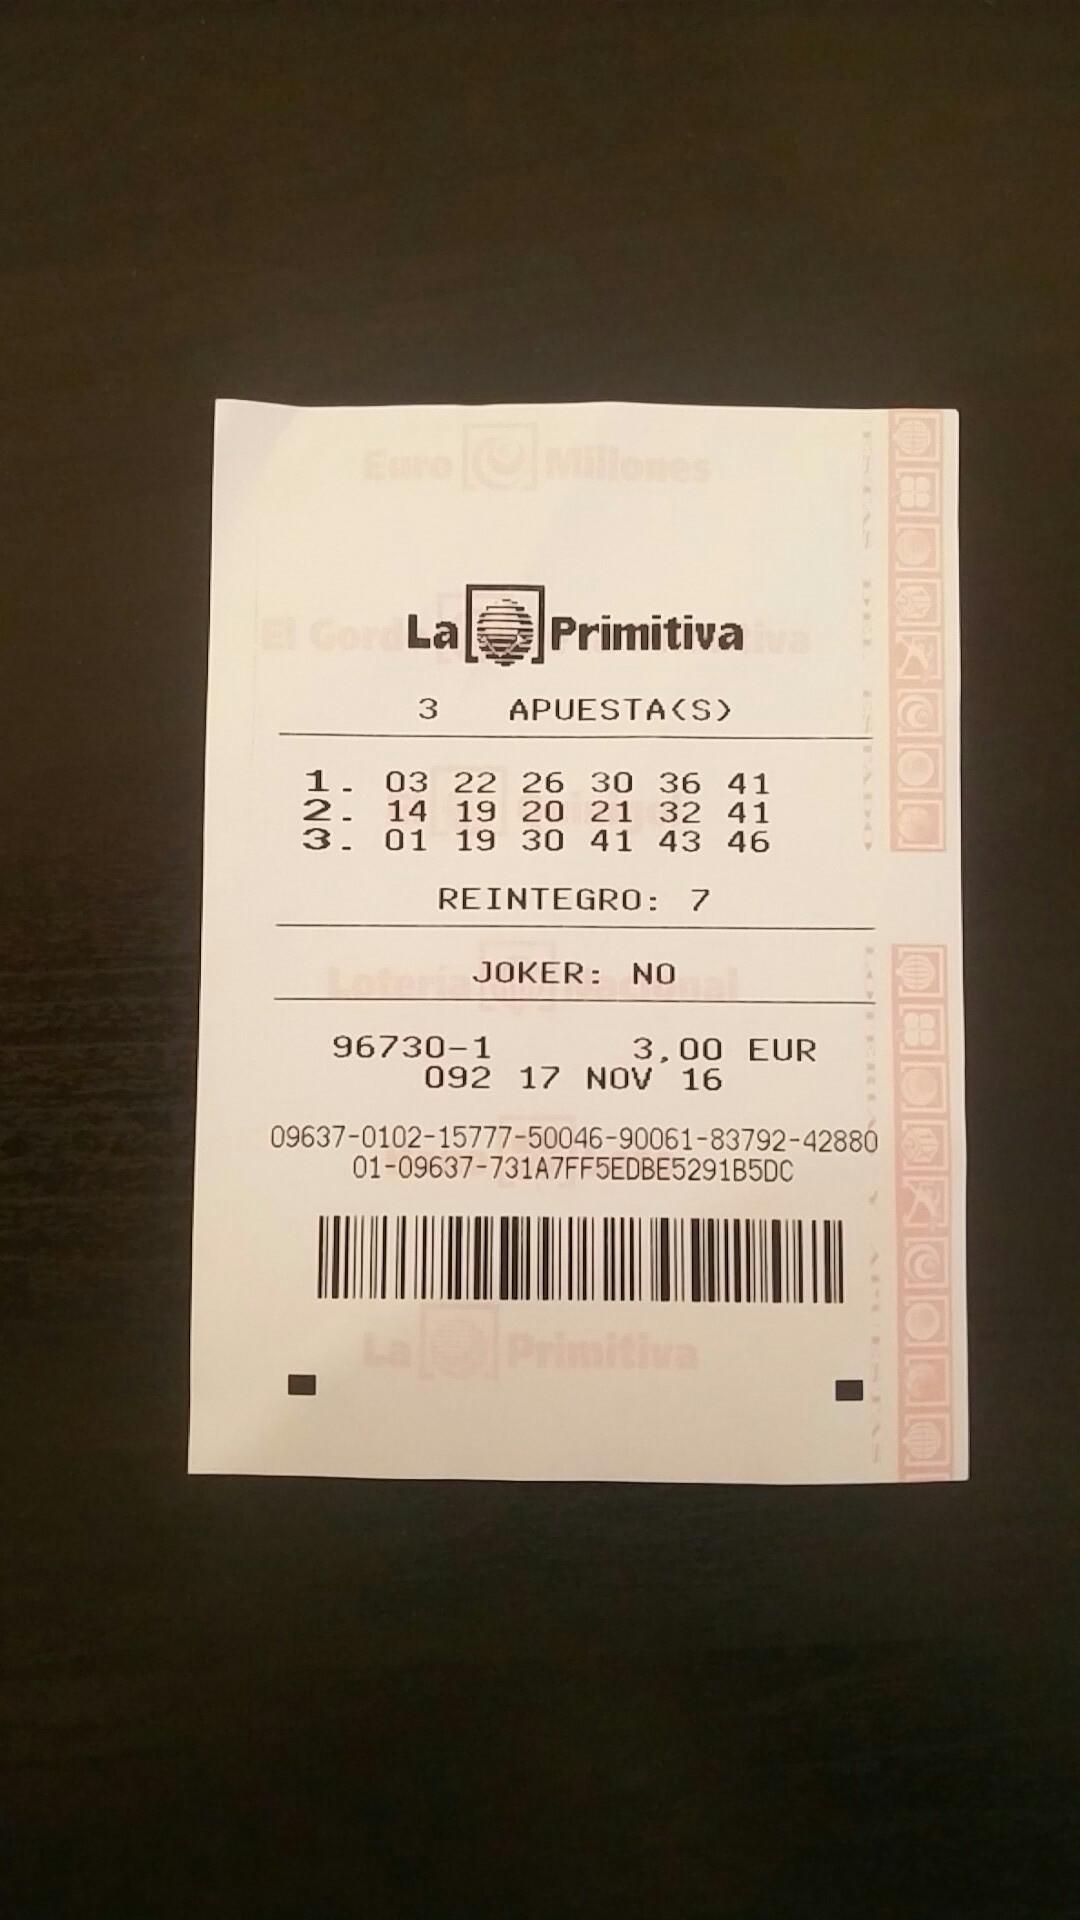 Euro Millones
La Primitiva
3 APUESTA(S)
1. 03 22 26 30 36 41
2. 14 19 20 21 32 41
3. 01 19 30 41 43 46
REINTEGRO: 7
JOKER: NO
Lotería Nacional
96730-1 3,00 EUR
092 17 NOV 16
09637-0102-15777-50046-90061-83792-42880
01-09637-731A7FF5EDBE5291B5DC
La Primitiva